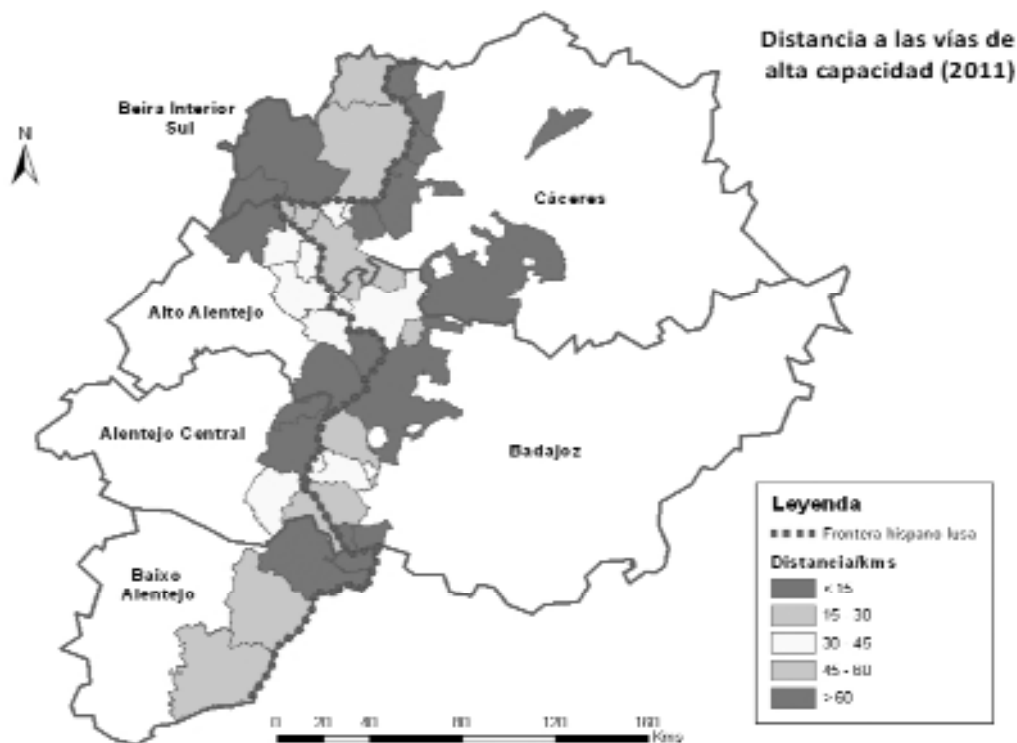 Distancia a las vías de
alta capacidad (2011)
Beira Interior
Sul
N
Cáceres
Alto Alentejo
Alentejo Central
Badajoz
Baixo
Alentejo
Leyenda
Frontera hispano lusa
Distancia/kms
<15
15 - 30
30 - 45
45 - 60
>60
0 20 40 80 120 160
Kms